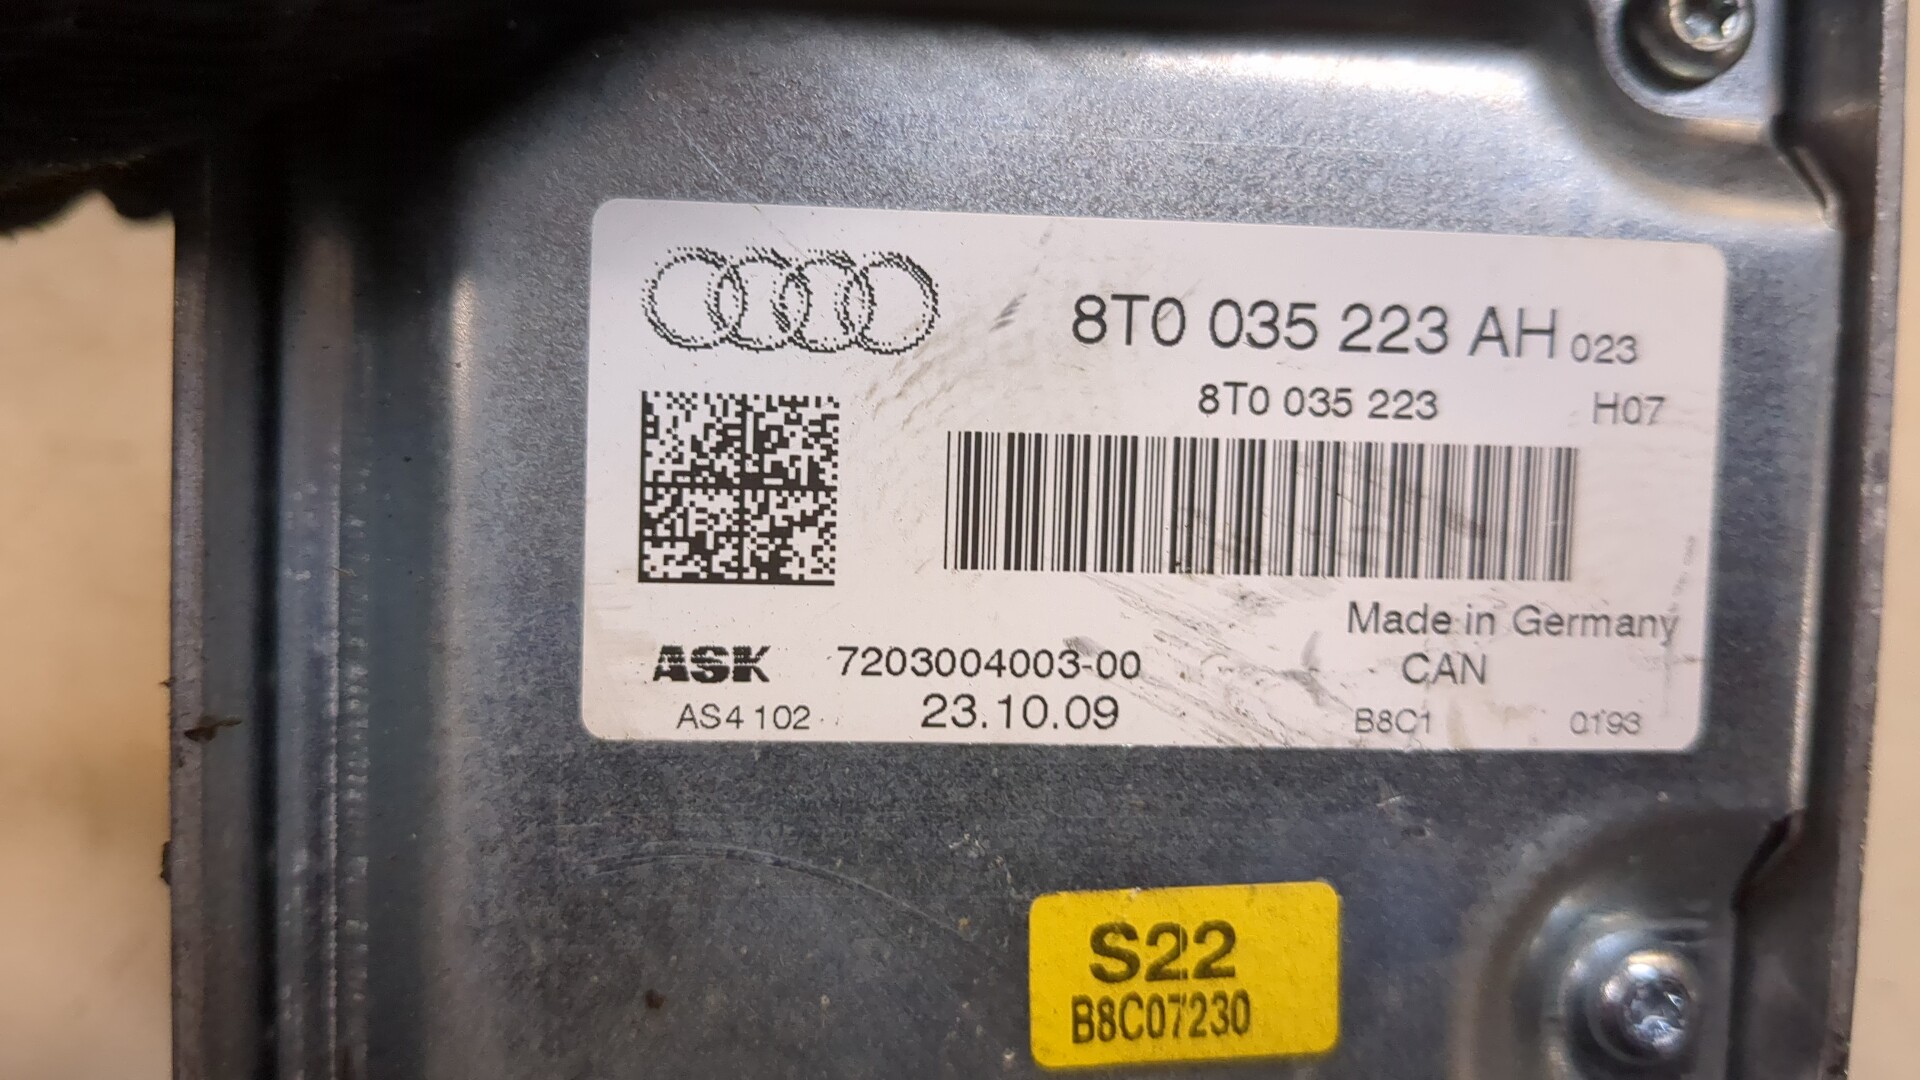 8T0 035 223 AH 023
8T0 035 223 H07
Made in Germany
ASK 7203004003-00 CAN
AS4 102 23.10.09 B8C1 0193
S22
B8C07230